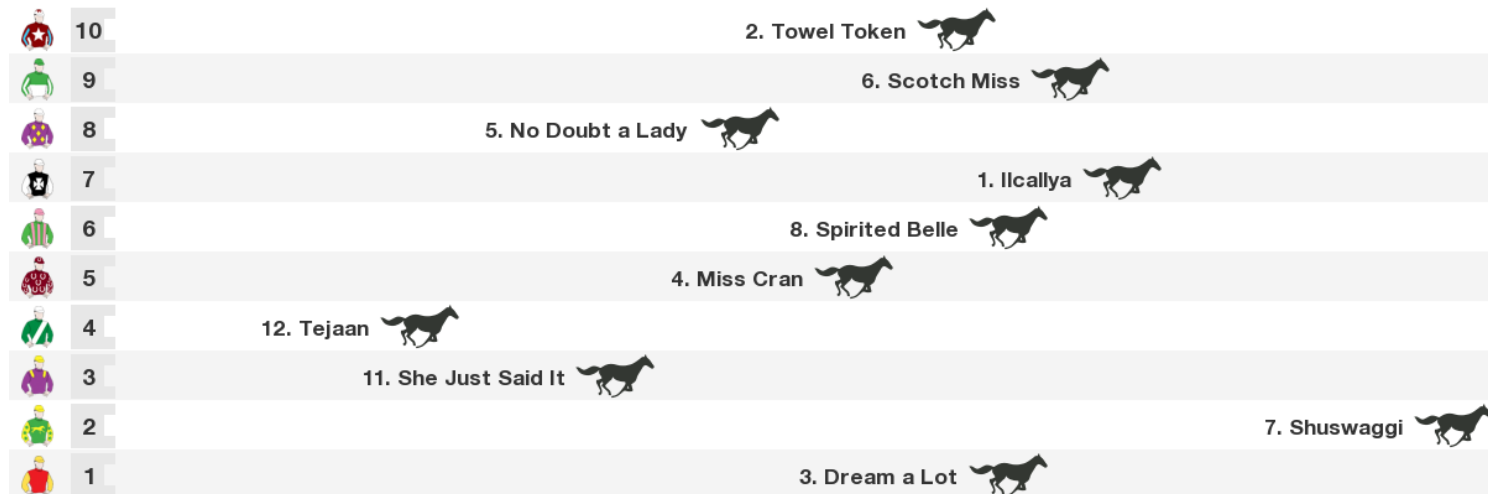 10 2. Towel Token
9 6. Scotch Miss
8 5. No Doubt a Lady
7 1. Ilcallya
6 8. Spirited Belle
5 4. Miss Cran
4 12. Tejaan
3 11. She Just Said It
2 7. Shuswaggi
1 3. Dream a Lot